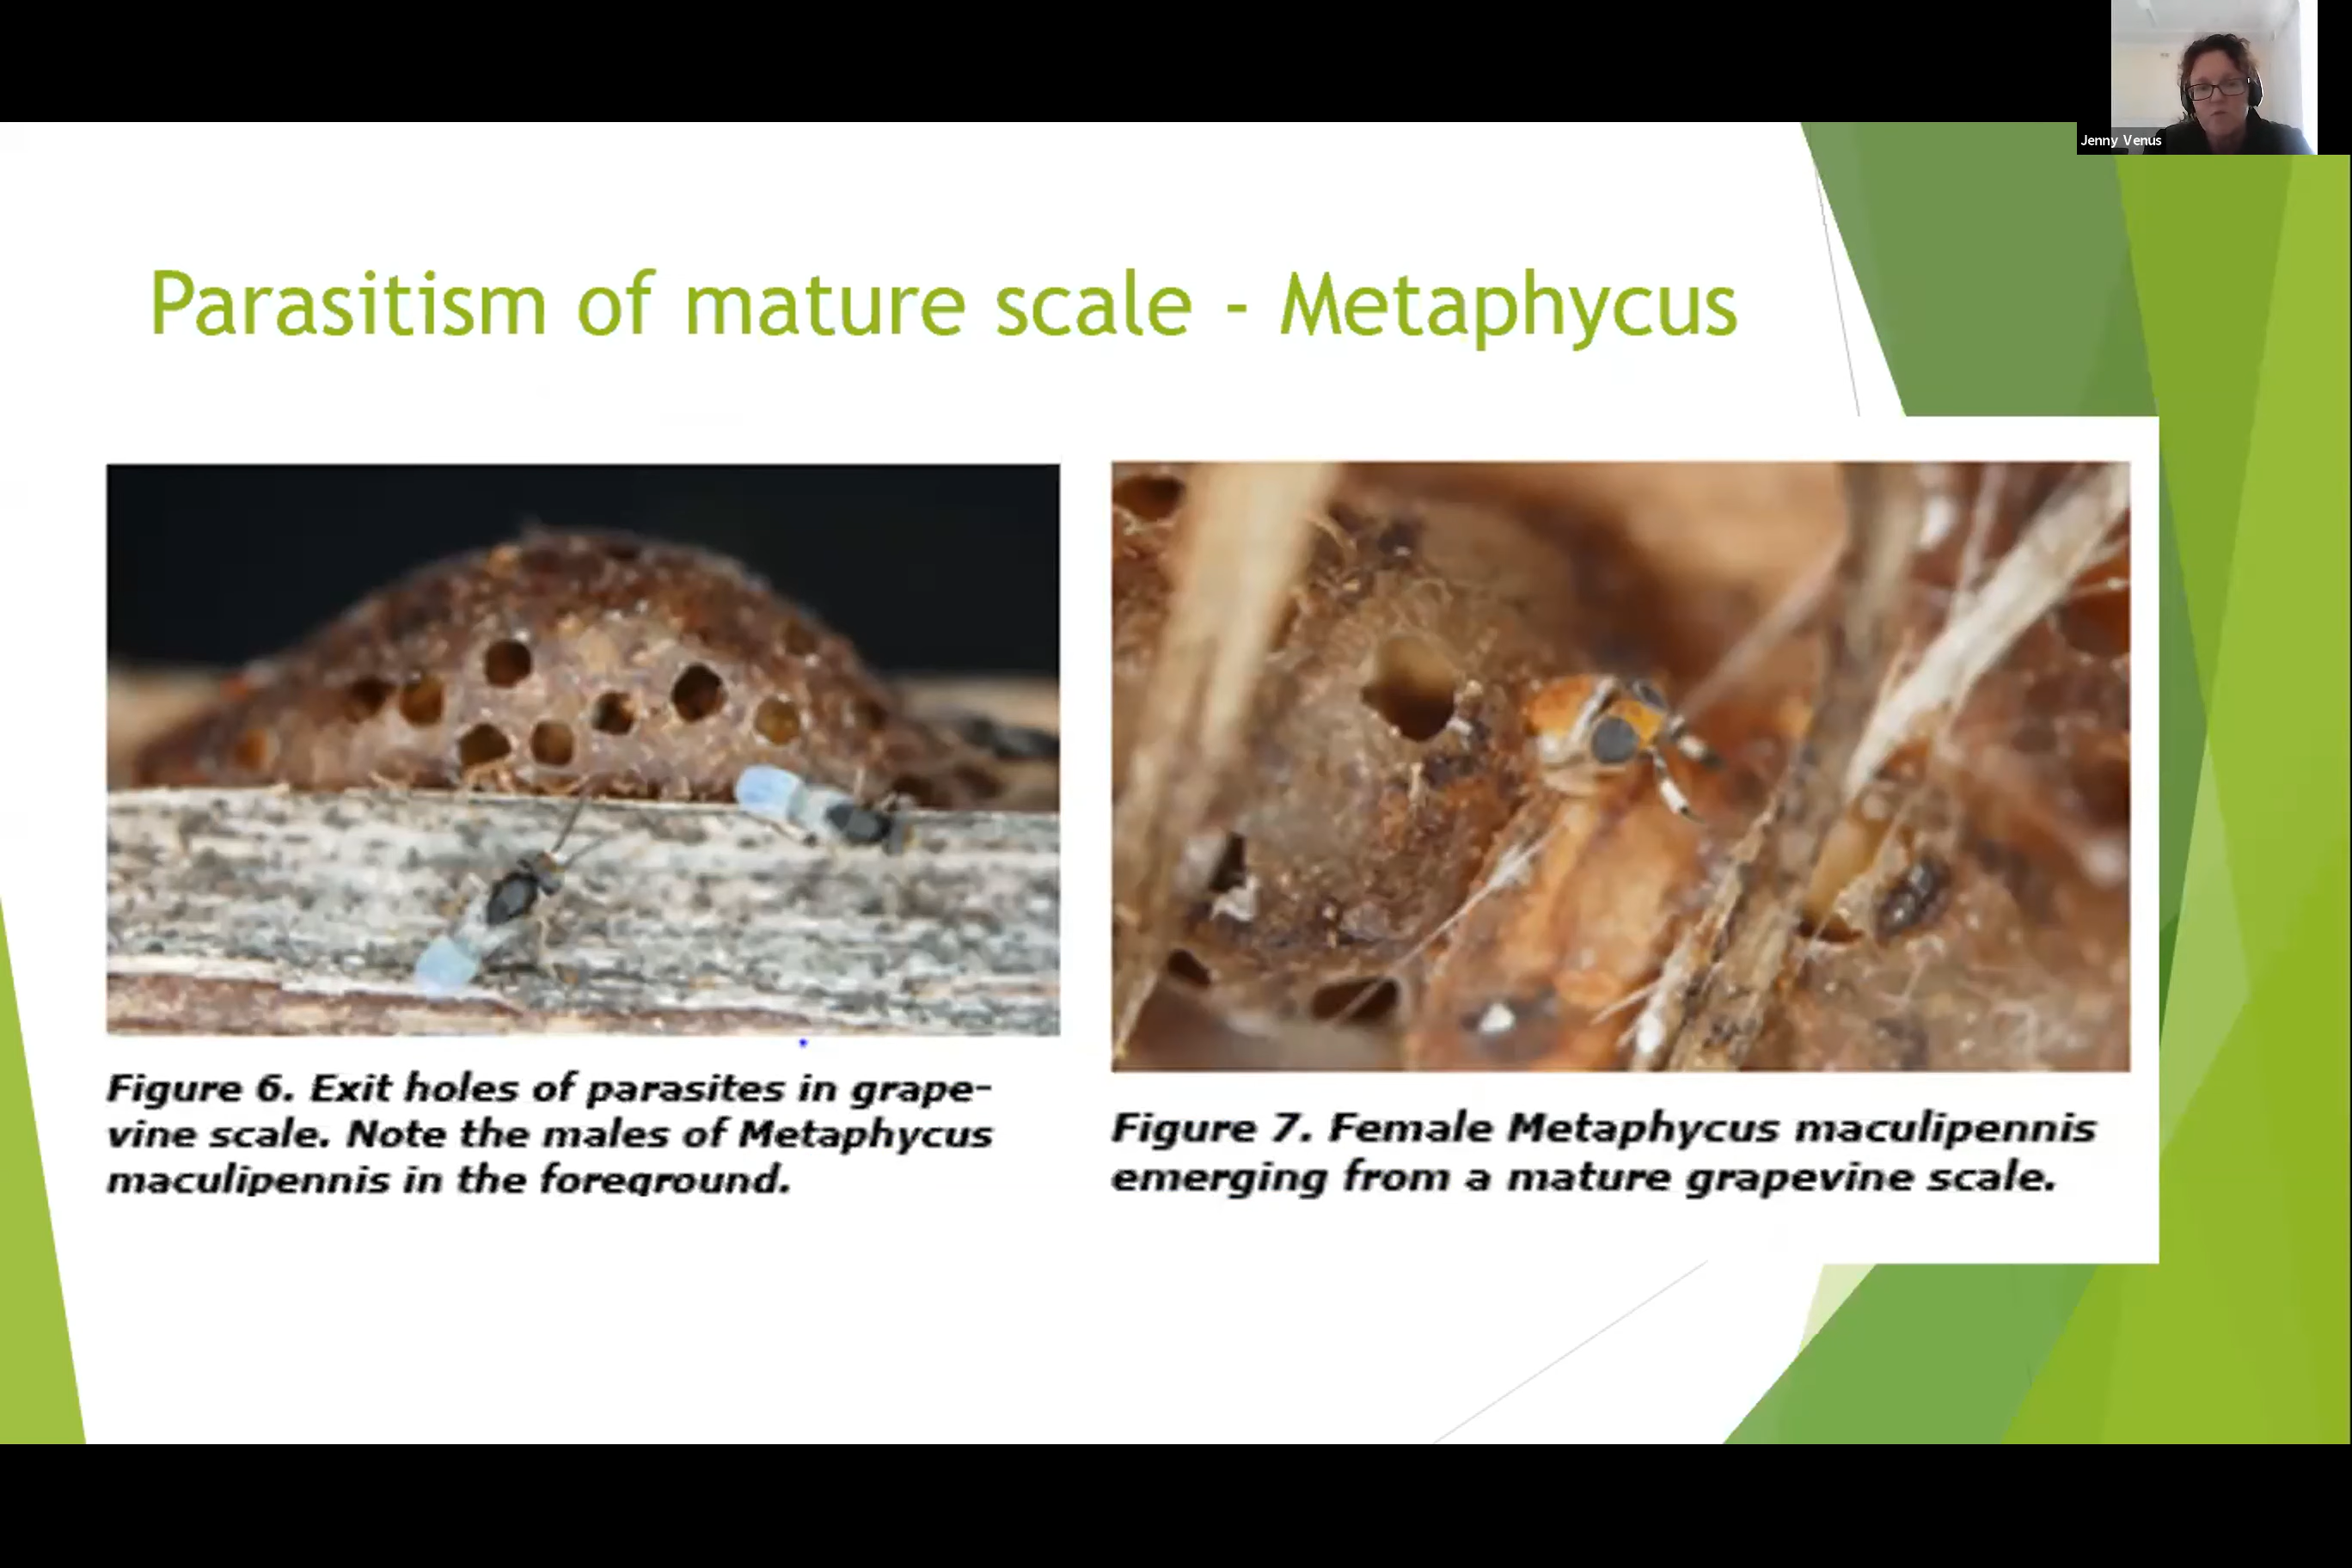 Jenny Venus
Parasitism of mature scale - Metaphycus
Figure 6. Exit holes of parasites in grape-
vine scale. Note the males of Metaphycus
maculipennis in the foreground.
Figure 7. Female Metaphycus maculipennis
emerging from a mature grapevine scale.